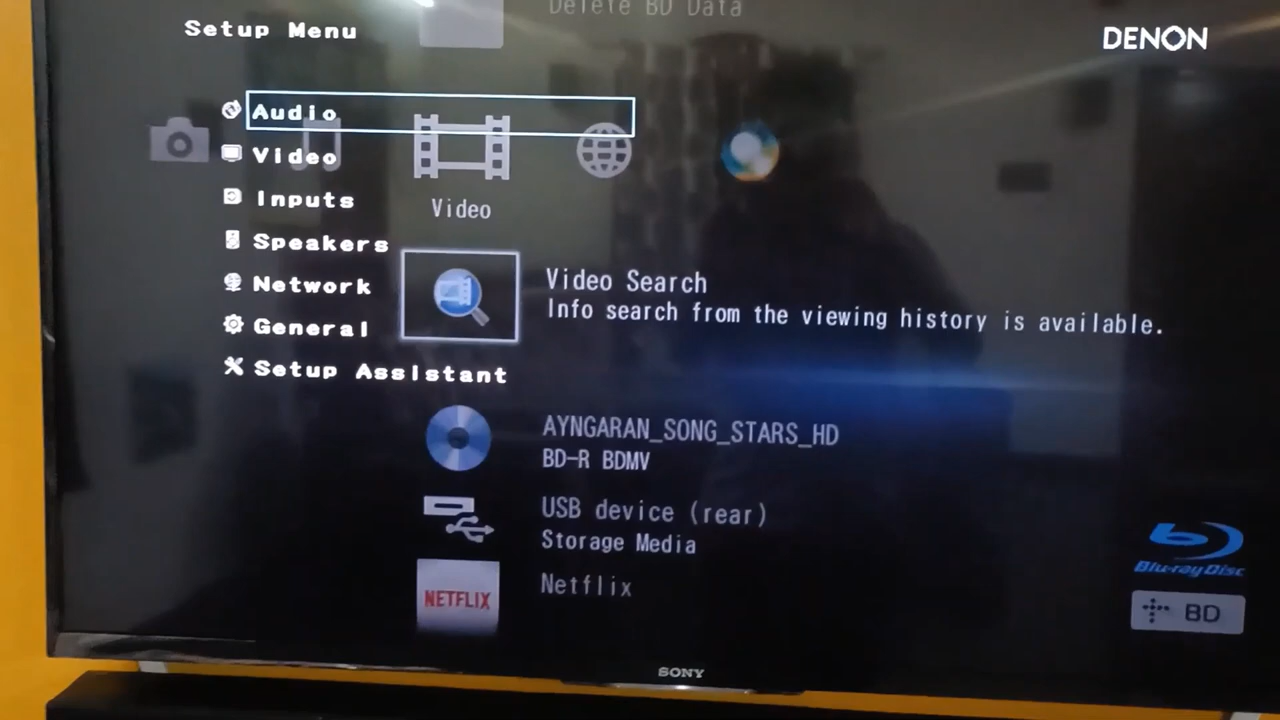 Delete BD Data
Setup Menu
DENON
Audio
Video
Inputs
Video
Speakers
Video Search
Network
Info search from the viewing history is available.
General
Setup Assistant
AYNGARAN_SONG_STARS_HD
BD-R BDMV
USB device (rear)
Storage Media
Blu-ray Disc
Netflix
NETFLIX
BD
SONY